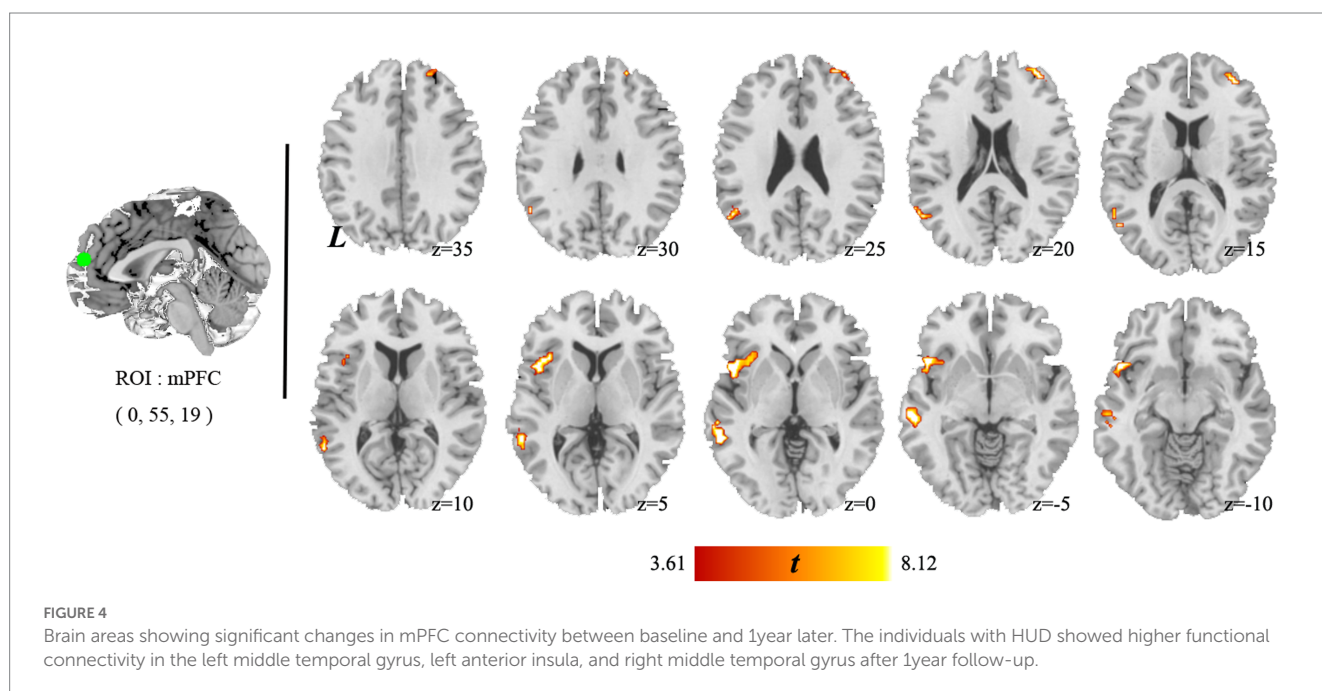 z=35
z=30
z=25
z=20
z=15
L
ROI : mPFC
( 0, 55, 19 )
z=10
z=5
z=0
z=-5
z=-10
3.61
t
8.12
FIGURE 4
Brain areas showing significant changes in mPFC connectivity between baseline and 1year later. The individuals with HUD showed higher functional
connectivity in the left middle temporal gyrus, left anterior insula, and right middle temporal gyrus after 1year follow-up.